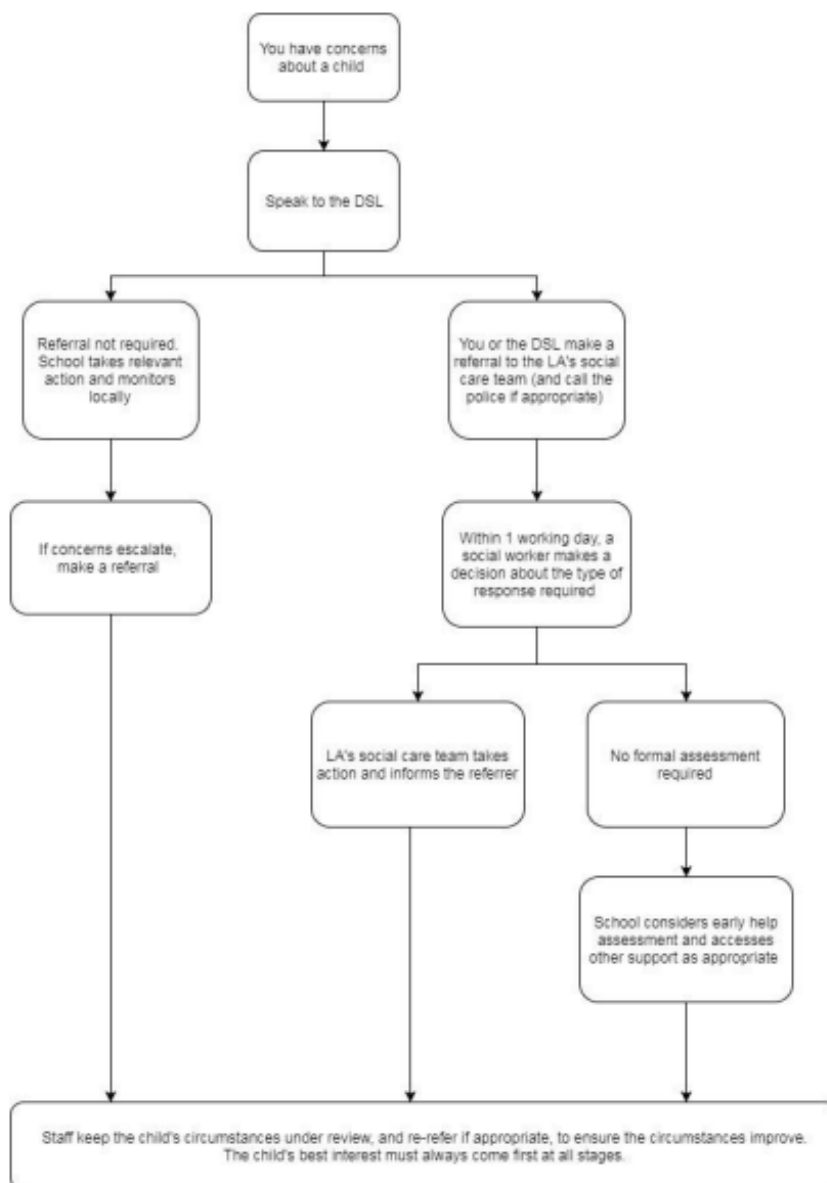 You have concerns
about a child
Speak to the DSL
Referral not required.
School takes relevant
action and monitors
locally
You or the DSL make a
referral to the LA's social
care team (and call the
police if appropriate)
If concerns escalate,
make a referral
Within 1 working day, a
social worker makes a
decision about the type of
response required
LA's social care team takes
action and informs the referrer
No formal assessment
required
School considers early help
assessment and accesses
other support as appropriate
Staff keep the child's circumstances under review, and re-refer if appropriate, to ensure the circumstances improve.
The child's best interest must always come first at all stages.